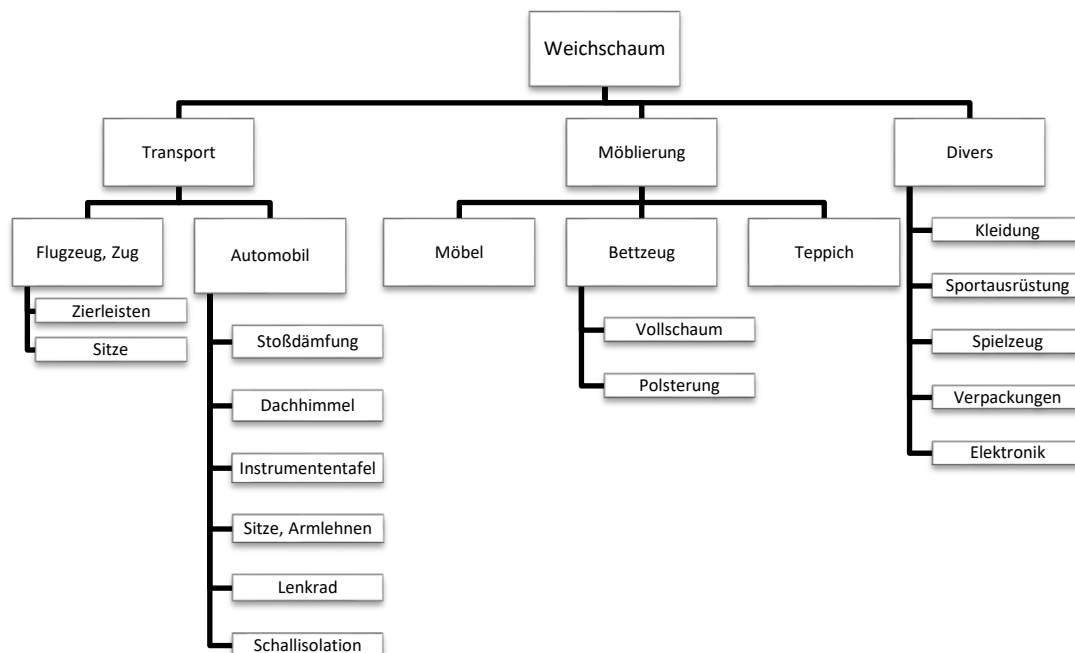 Weichschaum
Transport
Möblierung
Divers
Flugzeug, Zug
Automobil
Möbel
Bettzeug
Teppich
Zierleisten
Sitze
Stoßdämfung
Dachhimmel
Instrumententafel
Sitze, Armlehnen
Lenkrad
Schallisolation
Vollschaum
Polsterung
Kleidung
Sportausrüstung
Spielzeug
Verpackungen
Elektronik